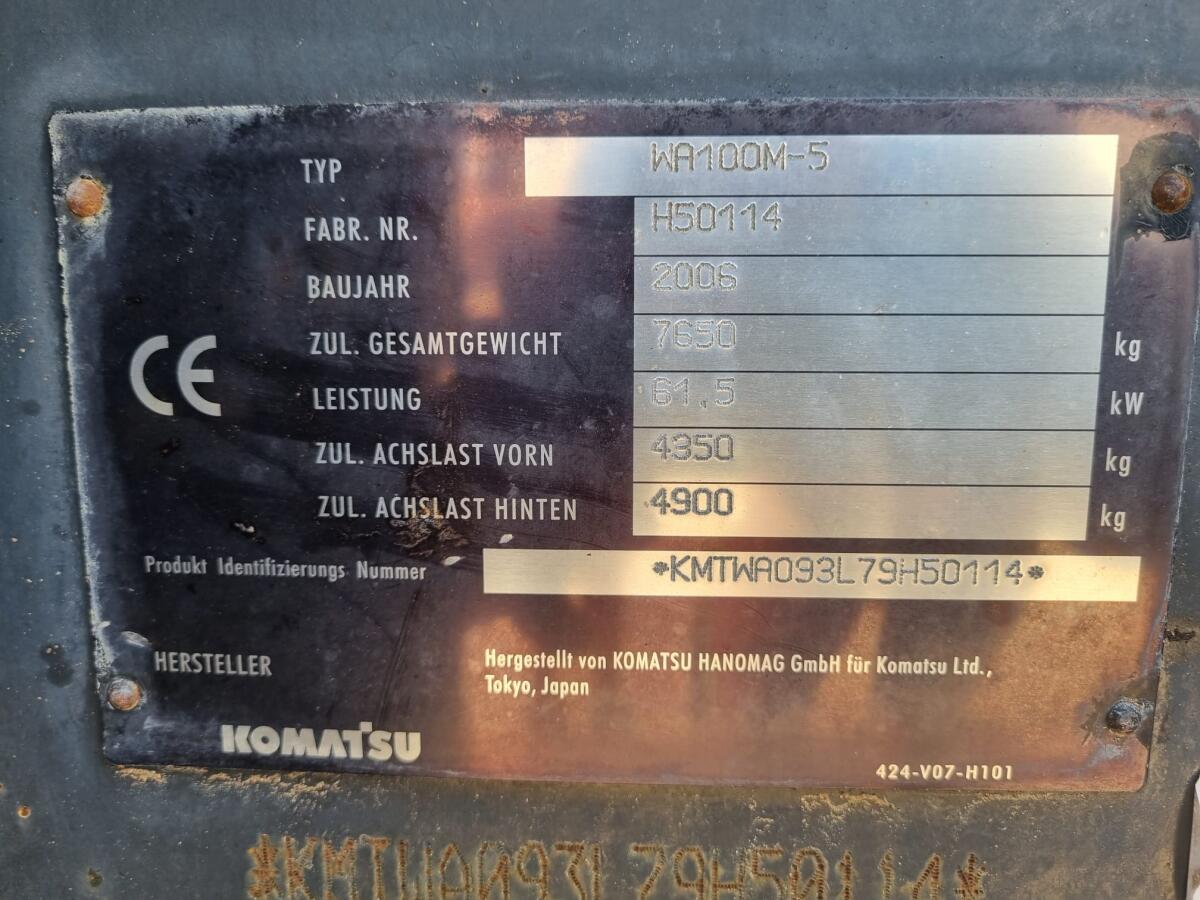 TYP WA100M-5
FABR. NR. H50114
BAUJAHR 2006
ZUL. GESAMTGEWICHT 7650 kg
CE LEISTUNG 61,5 kW
ZUL. ACHSLAST VORN 4350 kg
ZUL. ACHSLAST HINTEN 4900 kg
Produkt Identifizierungs Nummer *KMTWA093L79H50114*
HERSTELLER Hergestellt von KOMATSU HANOMAG GmbH für Komatsu Ltd.,
Tokyo, Japan
KOMATSU
424-V07-H101
*KMTWA093L79H50114*